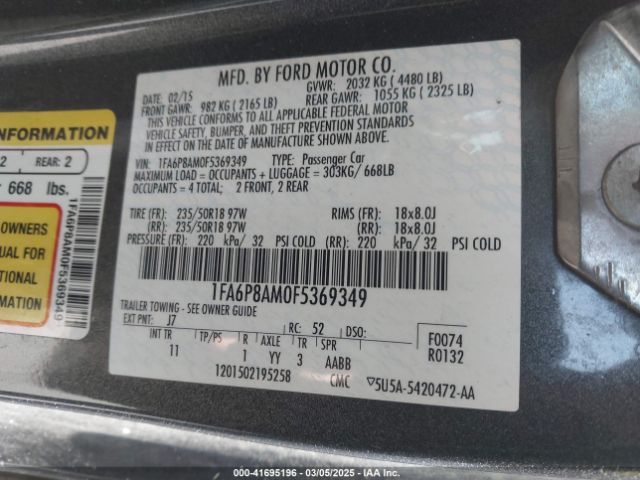 MFD. BY FORD MOTOR CO.
DATE: 02/15 GVWR: 2032 KG ( 4480 LB)
FRONT GAWR: 982 KG ( 2165 LB) REAR GAWR: 1055 KG ( 2325 LB)
THIS VEHICLE CONFORMS TO ALL APPLICABLE FEDERAL MOTOR
VEHICLE SAFETY, BUMPER, AND THEFT PREVENTION STANDARDS
IN EFFECT ON THE DATE OF MANUFACTURE SHOWN ABOVE.
VIN: 1FA6P8AM0F5369349 TYPE: Passenger Car
MAXIMUM LOAD = OCCUPANTS + LUGGAGE = 303KG/ 668LB
OCCUPANTS = 4 TOTAL; 2 FRONT, 2 REAR
TIRE (FR): 235/50R18 97W RIMS (FR): 18x8.0J
(RR): 235/50R18 97W (RR): 18x8.0J
PRESSURE (FR): 220 kPa/ 32 PSI COLD (RR): 220 kPa/ 32 PSI COLD
1FA6P8AM0F5369349
TRAILER TOWING - SEE OWNER GUIDE
EXT PNT: J7 RC: 52 DSO:
INT TR TP/PS R AXLE TR SPR
11 1 YY 3 AABB
F0074
R0132
1201502195258 CMC 5U5A-5420472-AA
INFORMATION
2 REAR: 2
668 lbs.
OWNERS
UAL FOR
TIONAL
MATION
1FA6P8AM0F5369349
000-41695196 - 03/05/2025 - IAA Inc.